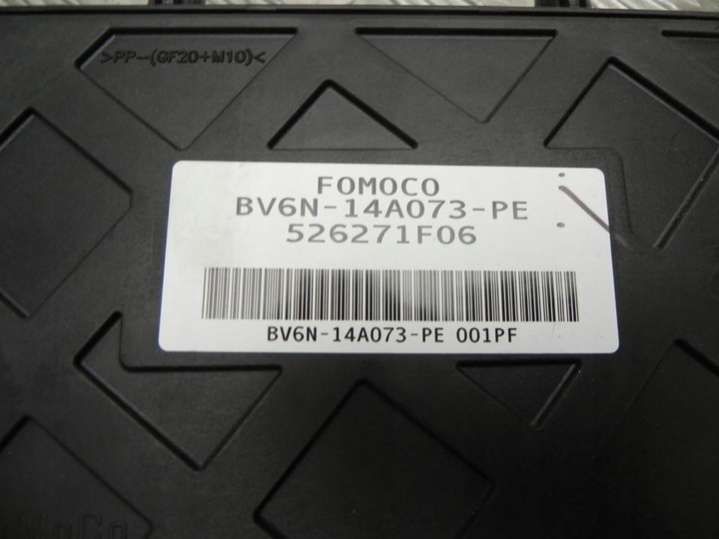 >PP-(GF20+M10)<
FOMOCO
BV6N-14A073-PE
526271F06
BV6N-14A073-PE 001PF